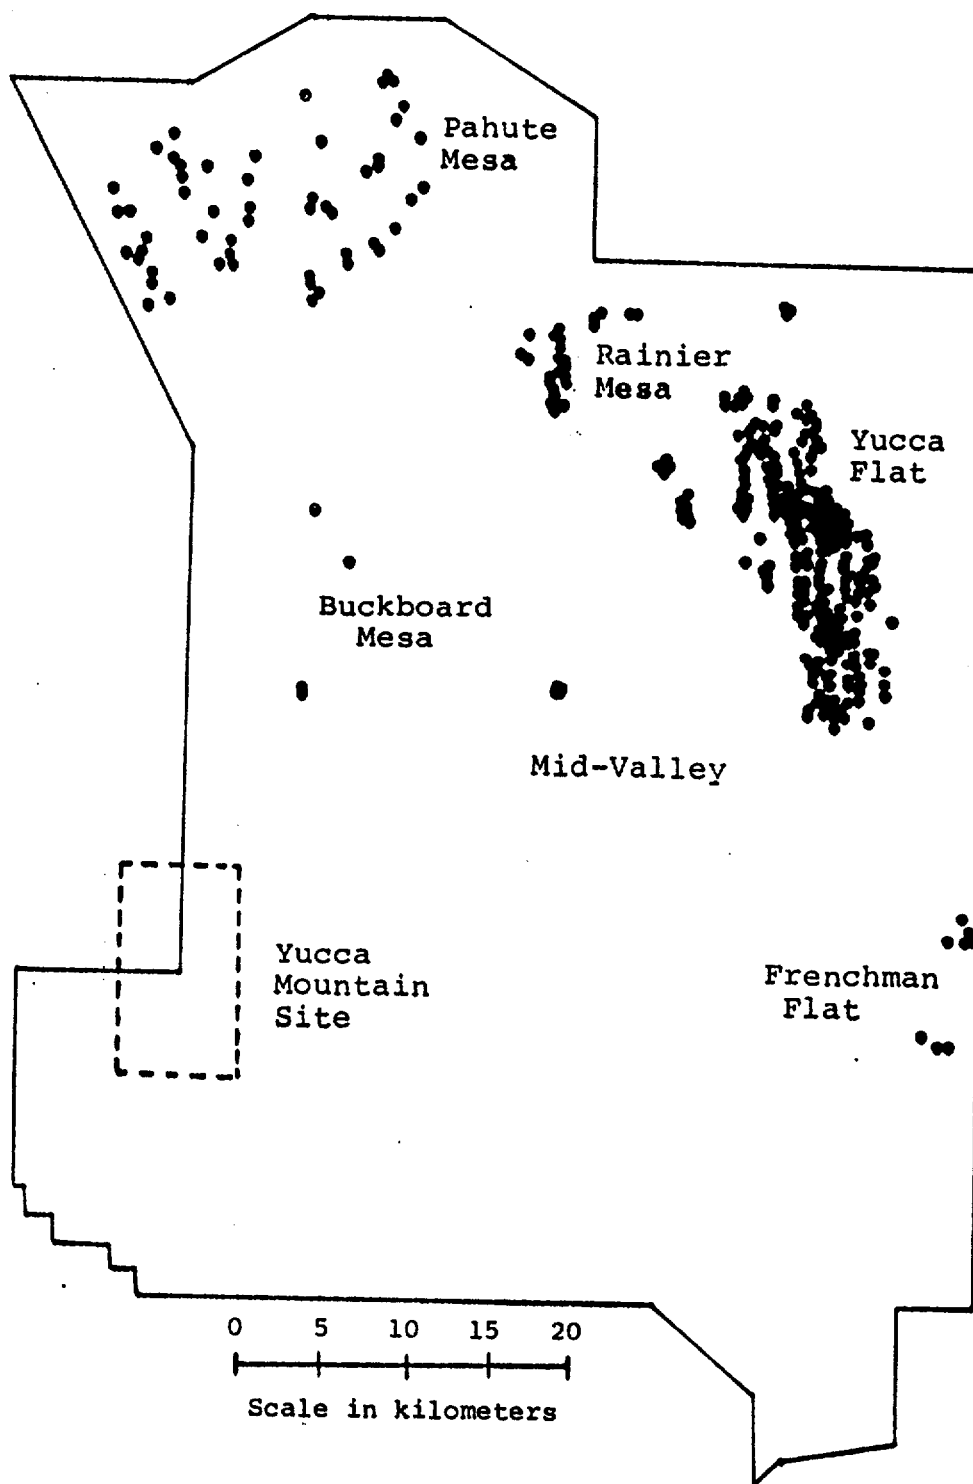 Pahute
Mesa
Rainier
Mesa
Yucca
Flat
Buckboard
Mesa
Mid-Valley
Yucca
Mountain
Site
Frenchman
Flat
0 5 10 15 20
Scale in kilometers